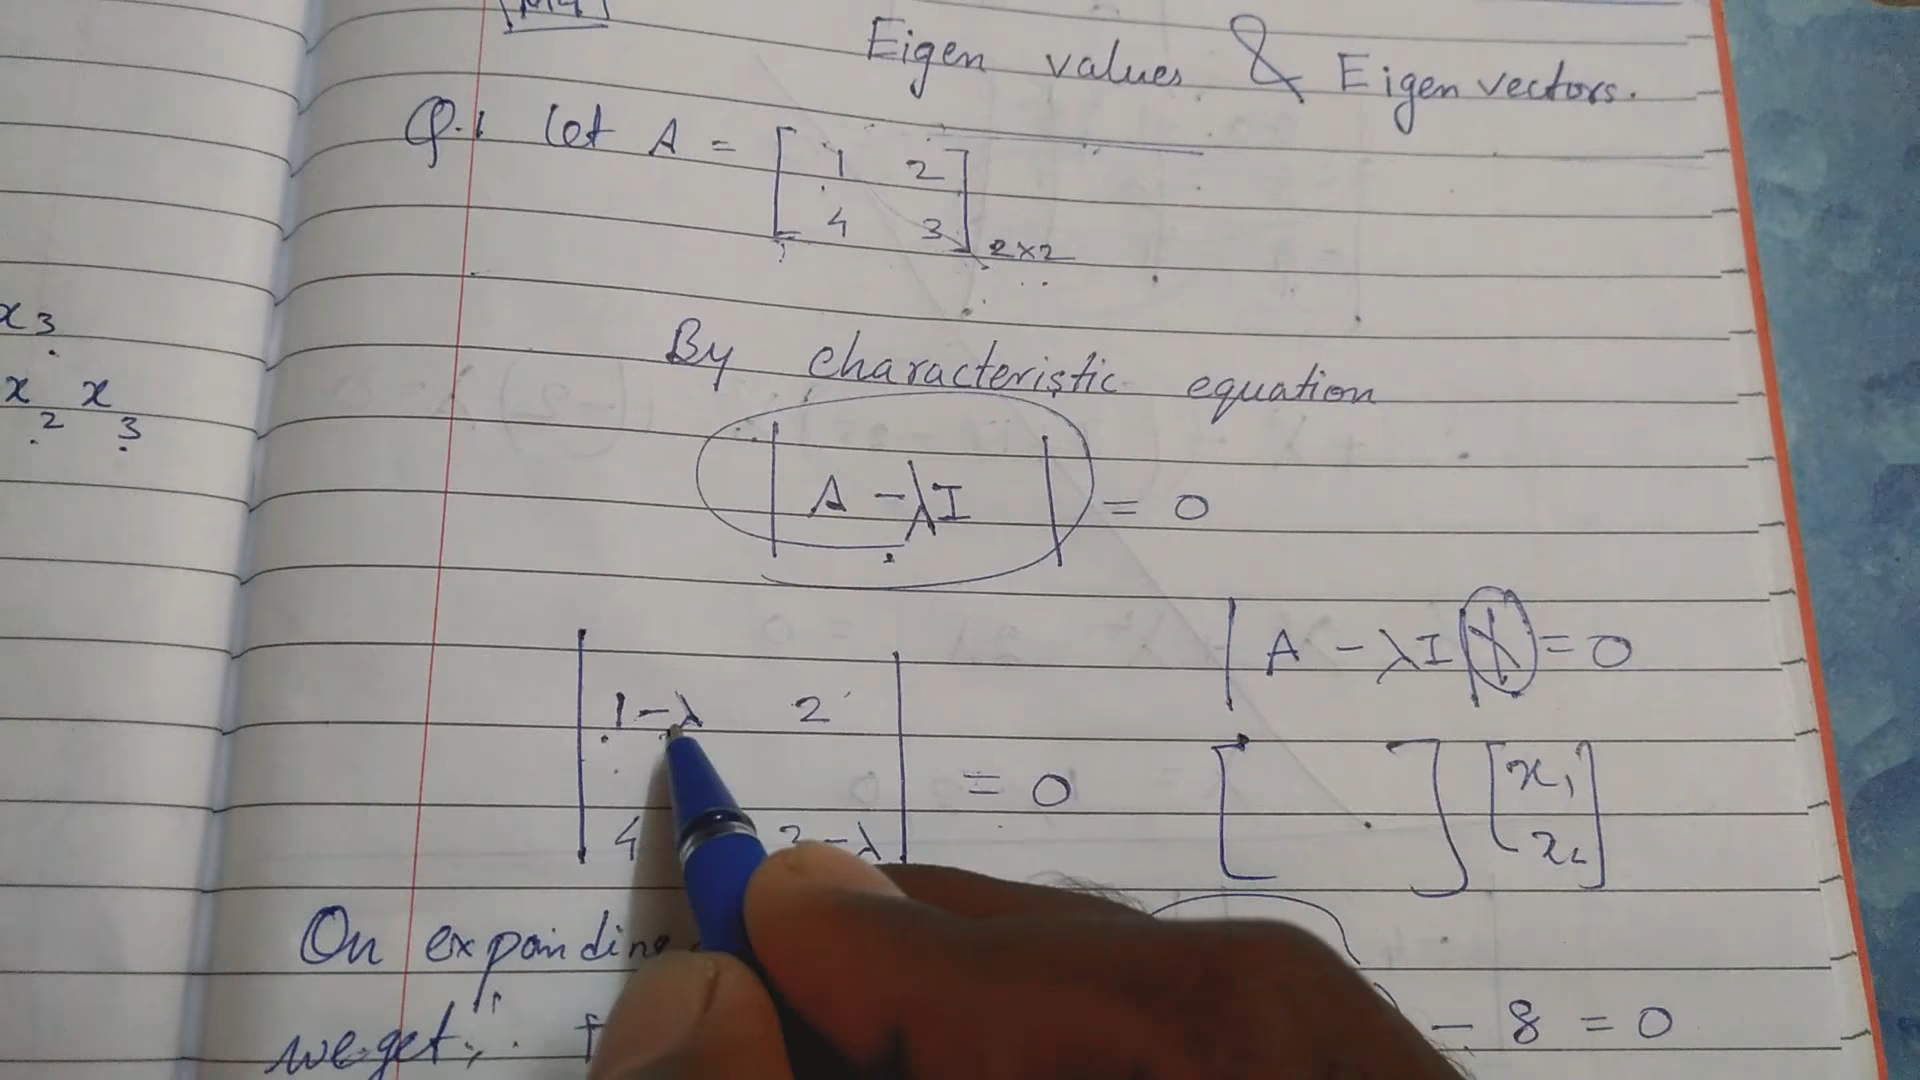 Eigen values & Eigen vectors.
Q.1 Let A = [ 1 2
4 3 ] 2×2
x3
By characteristic equation
x2 x3
| A - λI | = 0
| A - λI | X = 0
| 1-λ 2
4 3-λ | = 0
[ ] [ x1
x2 ]
On expanding
we get,
- 8 = 0